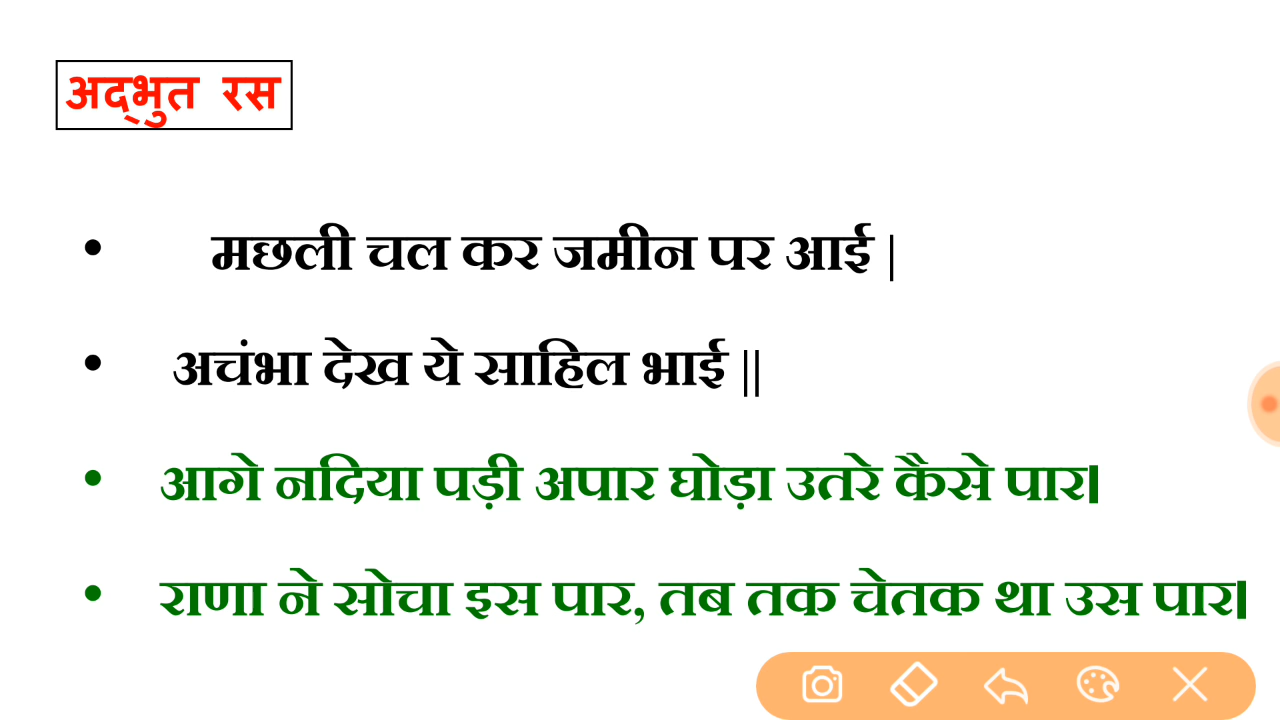 अद्भुत रस
• मछली चल कर जमीन पर आई |
• अचंभा देख ये साहिल भाई ||
• आगे नदिया पड़ी अपार घोड़ा उतरे कैसे पार।
• राणा ने सोचा इस पार, तब तक चेतक था उस पार।